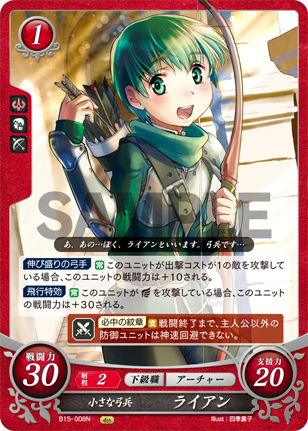 1
SAMPLE
あ、あの…ぼく、ライアンといいます。弓兵です…
伸び盛りの弓手 常 このユニットが出撃コストが1の敵を攻撃している場合、このユニットの戦闘力は+10される。
飛行特効 常 このユニットが を攻撃している場合、このユニットの戦闘力は+30される。
必中の紋章 支 戦闘終了まで、主人公以外の防御ユニットは神速回避できない。
戦闘力
30
射程 2 下級職 アーチャー
小さな弓兵 ライアン
支援力
20
B15-008N
Illust:四季童子